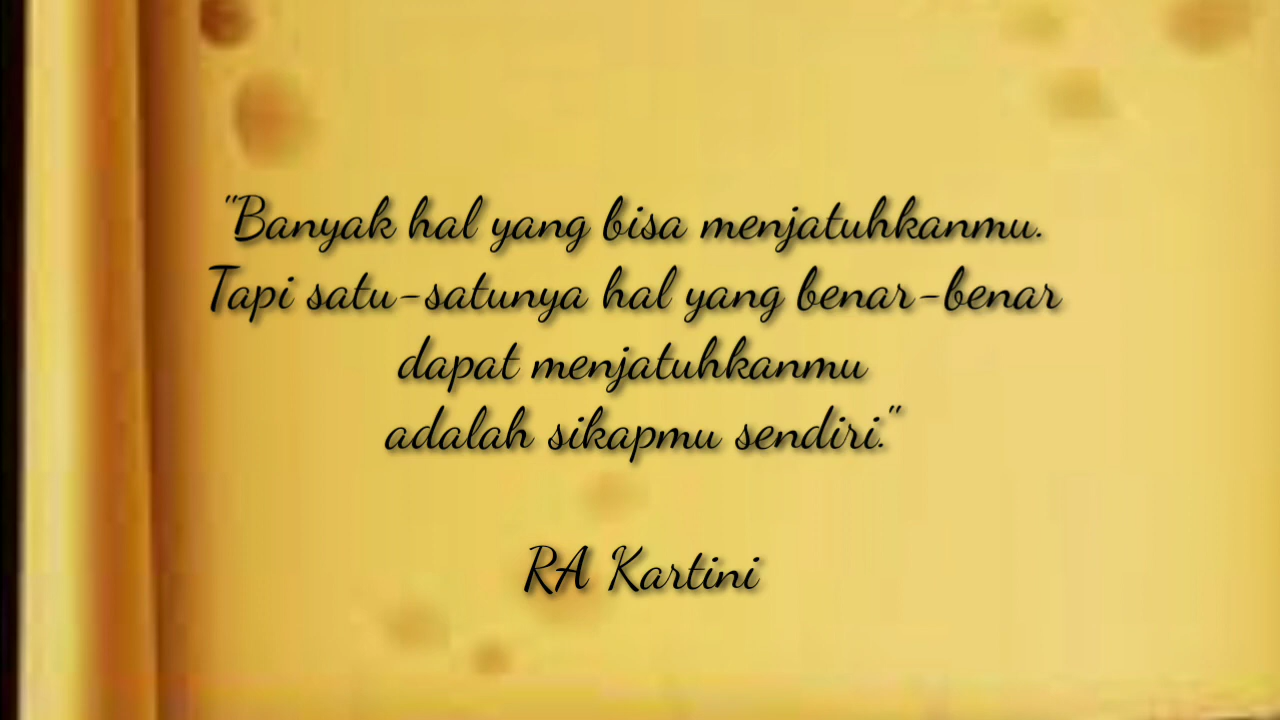 "Banyak hal yang bisa menjatuhkanmu.
Tapi satu-satunya hal yang benar-benar
dapat menjatuhkanmu
adalah sikapmu sendiri."
RA Kartini